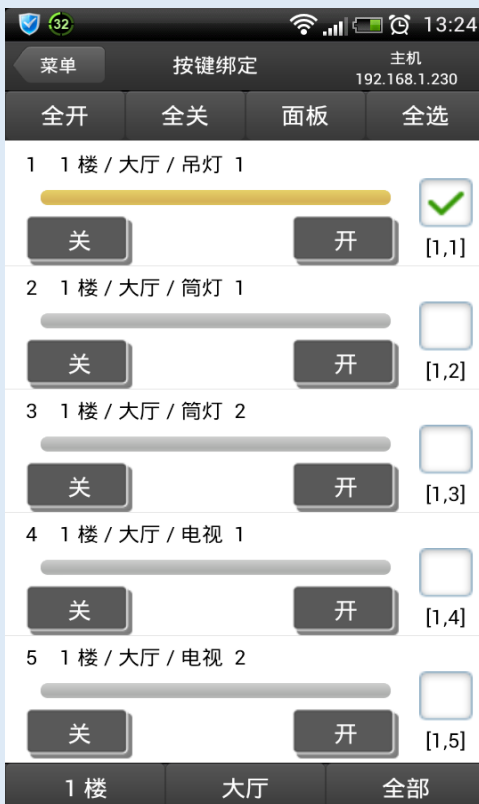 32 13:24
菜单 按键绑定 主机
192.168.1.230
全开 全关 面板 全选
1 1 楼 / 大厅 / 吊灯 1
关 开 [1,1]
2 1 楼 / 大厅 / 筒灯 1
关 开 [1,2]
3 1 楼 / 大厅 / 筒灯 2
关 开 [1,3]
4 1 楼 / 大厅 / 电视 1
关 开 [1,4]
5 1 楼 / 大厅 / 电视 2
关 开 [1,5]
1 楼 大厅 全部